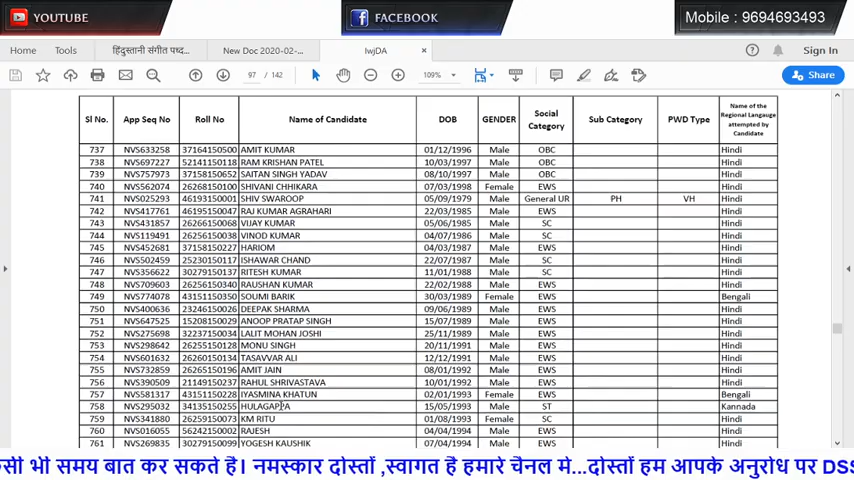 YOUTUBE
FACEBOOK
Mobile : 9694693493
Home Tools हिंदुस्तानी संगीत पध्द... New Doc 2020-02-... IwjDA × Sign In
97 / 142 109% Share
Sl No. App Seq No Roll No Name of Candidate DOB GENDER Social Category Sub Category PWD Type Name of the Regional Langauge attempted by Candidate
737 NVS633258 37164150500 AMIT KUMAR 01/12/1996 Male OBC Hindi
738 NVS697227 52141150118 RAM KRISHAN PATEL 10/03/1997 Male OBC Hindi
739 NVS757973 37158150652 SAITAN SINGH YADAV 08/10/1997 Male OBC Hindi
740 NVS562074 26268150100 SHIVANI CHHIKARA 07/03/1998 Female EWS Hindi
741 NVS025293 46193150001 SHIV SWAROOP 05/09/1979 Male General UR PH VH Hindi
742 NVS417761 46195150047 RAJ KUMAR AGRAHARI 22/03/1985 Male EWS Hindi
743 NVS431857 26266150068 VIJAY KUMAR 05/06/1985 Male SC Hindi
744 NVS119491 26256150038 VINOD KUMAR 04/07/1986 Male SC Hindi
745 NVS452681 37158150227 HARIOM 04/03/1987 Male EWS Hindi
746 NVS502459 25230150117 ISHAWAR CHAND 22/07/1987 Male SC Hindi
747 NVS356622 30279150137 RITESH KUMAR 11/01/1988 Male SC Hindi
748 NVS709603 26256150340 RAUSHAN KUMAR 22/02/1988 Male EWS Hindi
749 NVS774078 43151150350 SOUMI BARIK 30/03/1989 Female EWS Bengali
750 NVS400636 23246150026 DEEPAK SHARMA 09/06/1989 Male EWS Hindi
751 NVS647525 15208150029 ANOOP PRATAP SINGH 15/07/1989 Male EWS Hindi
752 NVS275698 32237150034 LALIT MOHAN JOSHI 25/11/1989 Male EWS Hindi
753 NVS298642 26255150128 MONU SINGH 20/11/1991 Male EWS Hindi
754 NVS601632 26260150134 TASAVVAR ALI 12/12/1991 Male EWS Hindi
755 NVS732859 26265150196 AMIT JAIN 08/01/1992 Male EWS Hindi
756 NVS390509 21149150237 RAHUL SHRIVASTAVA 10/01/1992 Male EWS Hindi
757 NVS581317 43151150228 IYASMINA KHATUN 02/01/1993 Female EWS Bengali
758 NVS295032 34135150255 HULAGAPPA 15/05/1993 Male ST Kannada
759 NVS341880 26259150073 KM RITU 01/08/1993 Female SC Hindi
760 NVS016055 56242150171 RAJESH 04/04/1994 Male EWS Hindi
761 NVS269835 30279150099 YOGESH KAUSHIK 07/04/1994 Male EWS Hindi
सी भी समय बात कर सकते हैं। नमस्कार दोस्तों ,स्वागत है हमारे चैनल में...दोस्तों हम आपके अनुरोध पर DSS